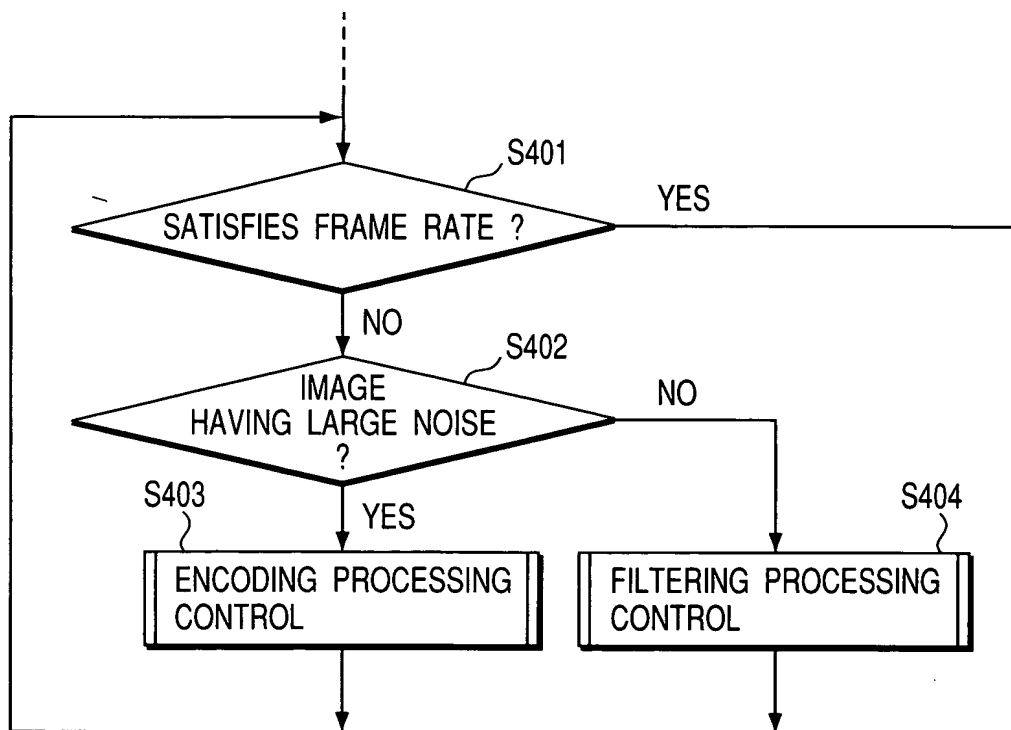 S401
SATISFIES FRAME RATE ?
YES
NO
S402
IMAGE
HAVING LARGE NOISE
?
NO
YES
S403
ENCODING PROCESSING
CONTROL
S404
FILTERING PROCESSING
CONTROL